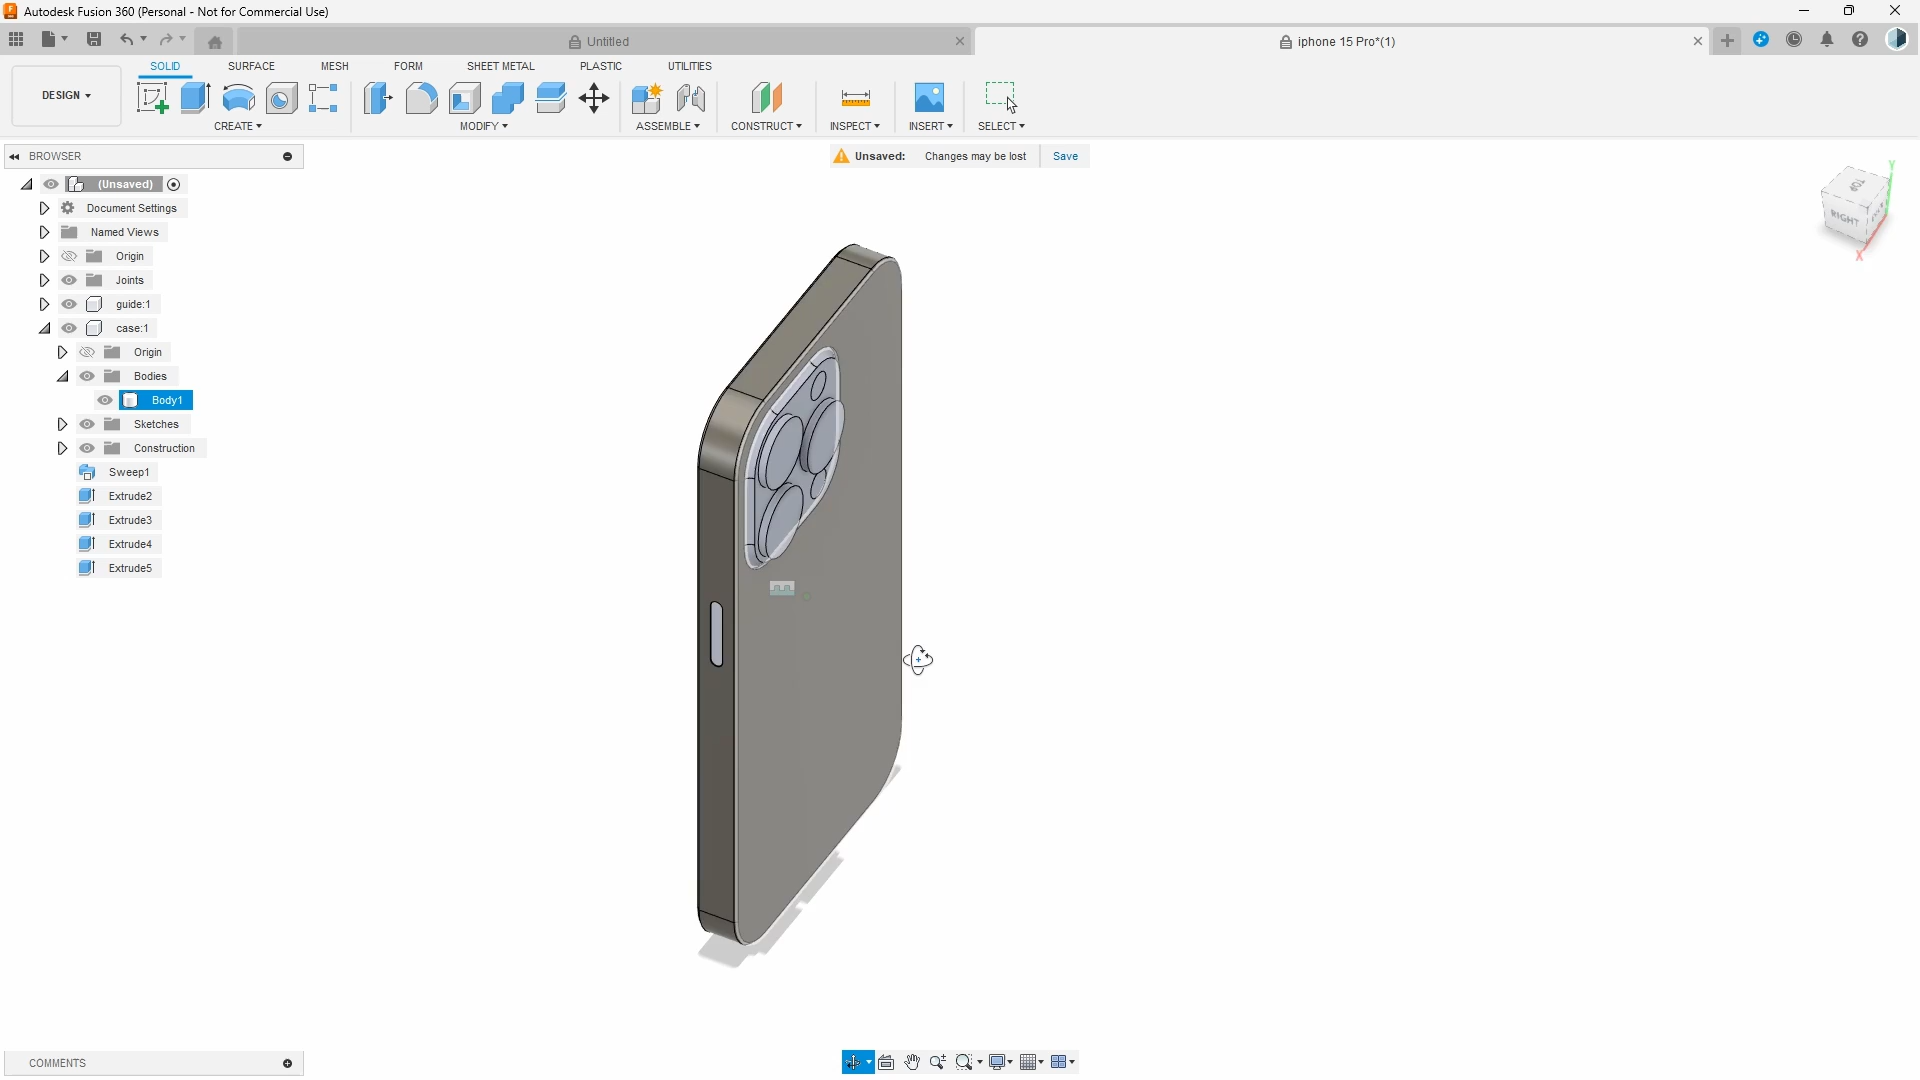 Autodesk Fusion 360 (Personal - Not for Commercial Use)
Untitled
iphone 15 Pro*(1)
SOLID SURFACE MESH FORM SHEET METAL PLASTIC UTILITIES
DESIGN
CREATE MODIFY ASSEMBLE CONSTRUCT INSPECT INSERT SELECT
BROWSER
Unsaved: Changes may be lost Save
(Unsaved)
Document Settings
Named Views
Origin
Joints
guide:1
case:1
Origin
Bodies
Body1
Sketches
Construction
Sweep1
Extrude2
Extrude3
Extrude4
Extrude5
TOP
RIGHT
Y
X
COMMENTS